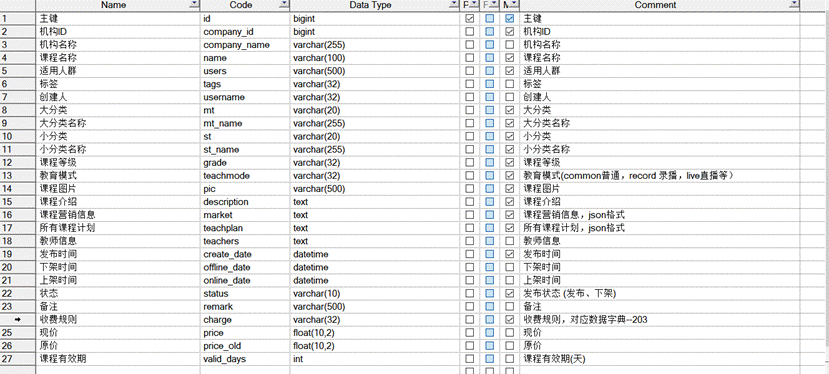 Name Code Data Type P F M Comment
1 主键 id bigint 主键
2 机构ID company_id bigint 机构ID
3 机构名称 company_name varchar(255) 机构名称
4 课程名称 name varchar(100) 课程名称
5 适用人群 users varchar(500) 适用人群
6 标签 tags varchar(32) 标签
7 创建人 username varchar(32) 创建人
8 大分类 mt varchar(20) 大分类
9 大分类名称 mt_name varchar(255) 大分类名称
10 小分类 st varchar(20) 小分类
11 小分类名称 st_name varchar(255) 小分类名称
12 课程等级 grade varchar(32) 课程等级
13 教育模式 teachmode varchar(32) 教育模式(common普通，record 录播，live直播等）
14 课程图片 pic varchar(500) 课程图片
15 课程介绍 description text 课程介绍
16 课程营销信息 market text 课程营销信息，json格式
17 所有课程计划 teachplan text 所有课程计划，json格式
18 教师信息 teachers text 教师信息
19 发布时间 create_date datetime 发布时间
20 下架时间 offline_date datetime 下架时间
21 上架时间 online_date datetime 上架时间
22 状态 status varchar(10) 发布状态 (发布、下架)
23 备注 remark varchar(500) 备注
收费规则 charge varchar(32) 收费规则，对应数据字典--203
25 现价 price float(10,2) 现价
26 原价 price_old float(10,2) 原价
27 课程有效期 valid_days int 课程有效期(天)